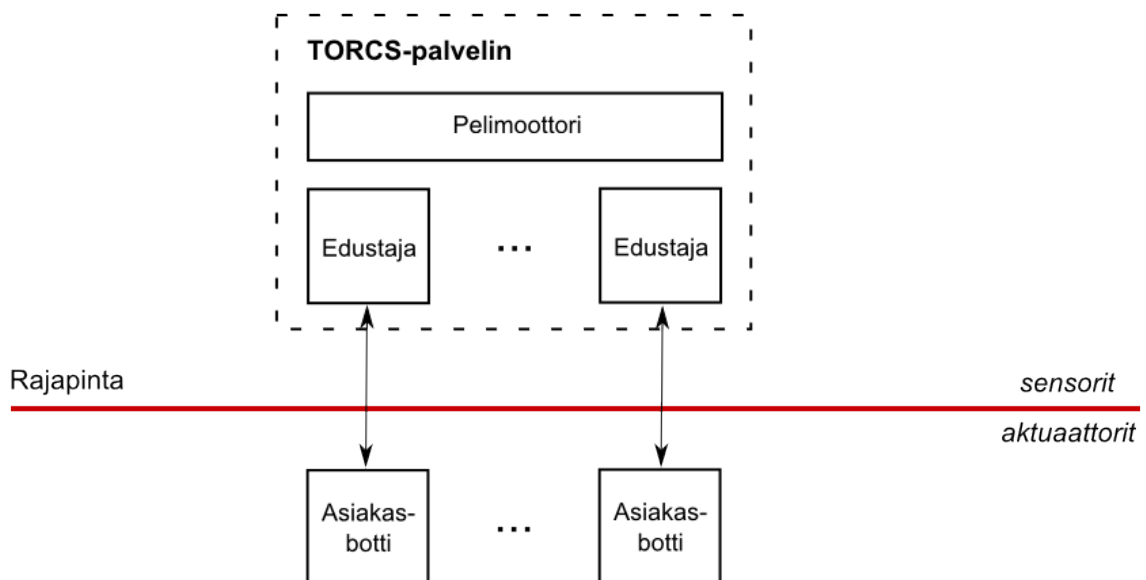 TORCS-palvelin
Pelimoottori
Edustaja
...
Edustaja
Rajapinta
sensorit
aktuaattorit
Asiakas-
botti
...
Asiakas-
botti